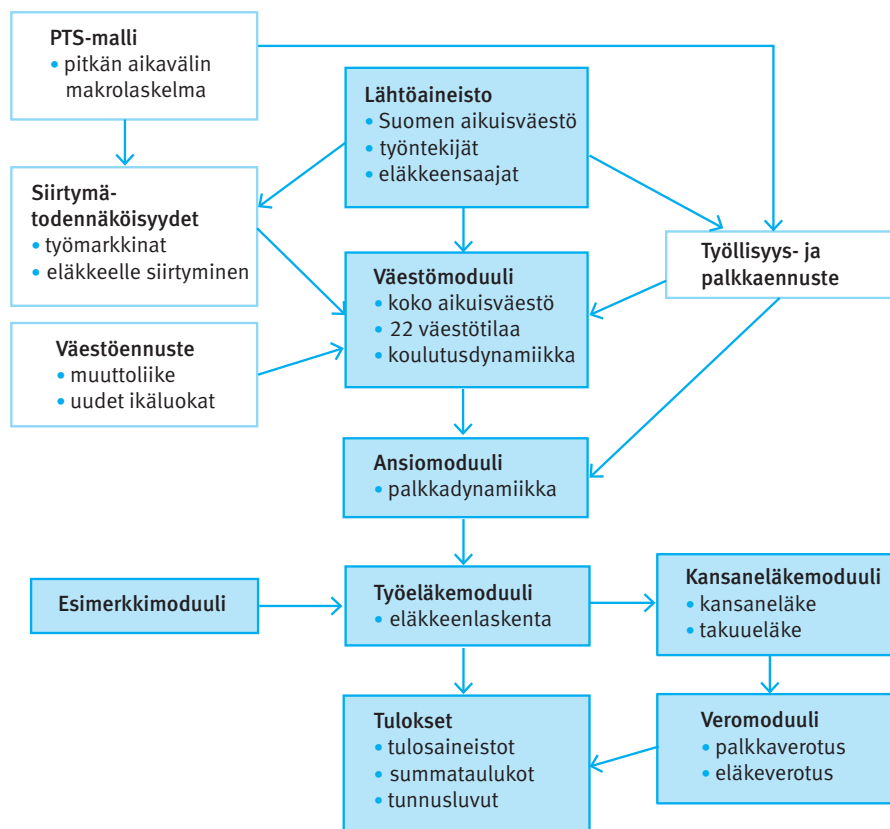 PTS-malli
• pitkän aikavälin
makrolaskelma
Lähtöaineisto
• Suomen aikuisväestö
• työntekijät
• eläkkeensaajat
Siirtymä-
todennäköisyydet
• työmarkkinat
• eläkkeelle siirtyminen
Työllisyys- ja
palkkaennuste
Väestömoduuli
• koko aikuisväestö
• 22 väestötilaa
• koulutusdynamiikka
Väestöennuste
• muuttoliike
• uudet ikäluokat
Ansiomoduuli
• palkkadynamiikka
Esimerkkimoduuli
Työeläkemoduuli
• eläkkeenlaskenta
Kansaneläkemoduuli
• kansaneläke
• takuueläke
Tulokset
• tulosaineistot
• summataulukot
• tunnusluvut
Veromoduuli
• palkkaverotus
• eläkeverotus